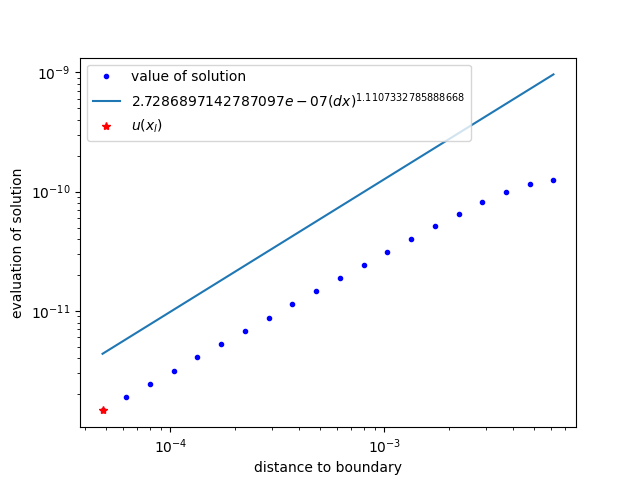 value of solution
2.7286897142787097e − 07(dx)^1.1107332785888668
u(x_l)
10^−9
10^−10
10^−11
evaluation of solution
10^−4 10^−3
distance to boundary